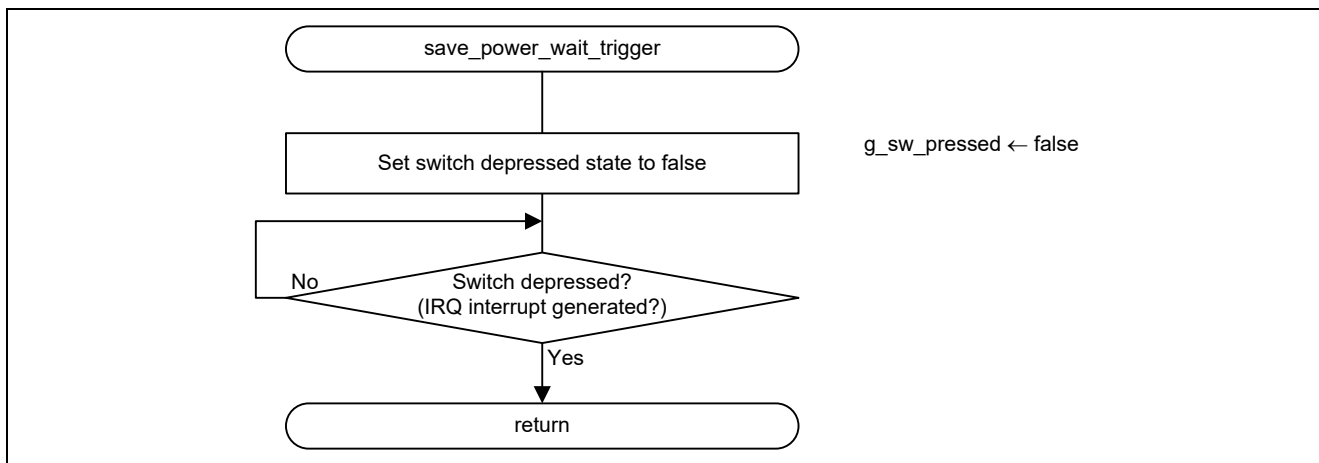 save_power_wait_trigger
Set switch depressed state to false
g_sw_pressed ← false
No
Switch depressed?
(IRQ interrupt generated?)
Yes
return